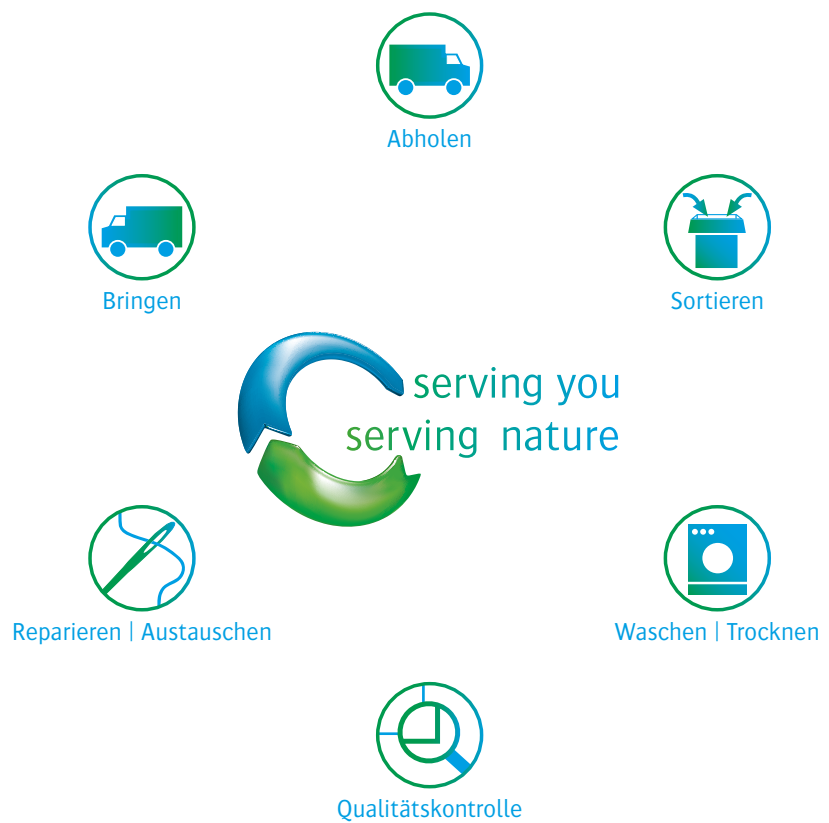 Abholen
Bringen
Sortieren
serving you
serving nature
Reparieren | Austauschen
Waschen | Trocknen
Qualitätskontrolle